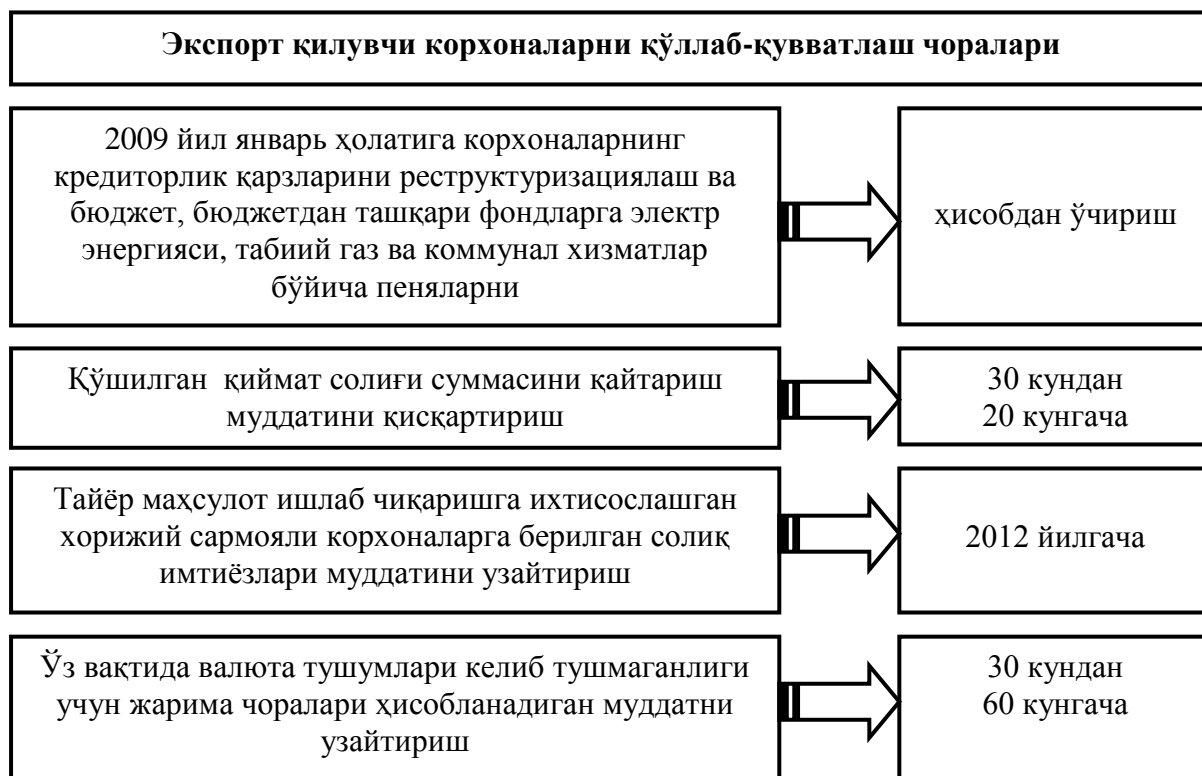 Экспорт қилувчи корхоналарни қўллаб-қувватлаш чоралари
2009 йил январь ҳолатига корхоналарнинг
кредиторлик қарзларини реструктуризациялаш ва
бюджет, бюджетдан ташқари фондларга электр
энергияси, табиий газ ва коммунал хизматлар
бўйича пеняларни
ҳисобдан ўчириш
Қўшилган қиймат солиғи суммасини қайтариш
муддатини қисқартириш
30 кундан
20 кунгача
Тайёр маҳсулот ишлаб чиқаришга ихтисослашган
хорижий сармояли корхоналарга берилган солиқ
имтиёзлари муддатини узайтириш
2012 йилгача
Ўз вақтида валюта тушумлари келиб тушмаганлиги
учун жарима чоралари ҳисобланадиган муддатни
узайтириш
30 кундан
60 кунгача